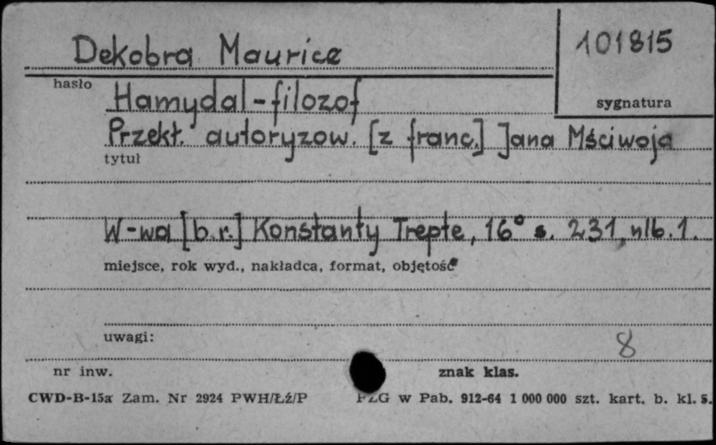 Dekobra Maurice
101815
hasło
sygnatura
Hamydal - filozof
Przekł. autoryzow. [z franc.] Jana Mściwoja
tytuł
W-wa [b.r.] Konstanty Trepte, 16° s. 231, nlb. 1.
miejsce, rok wyd., nakładca, format, objętość
uwagi:
8
nr inw.
znak klas.
CWD-B-15a Zam. Nr 2924 PWH/Łź/P
PZG w Pab. 912-64 1 000 000 szt. kart. b. kl. 5.